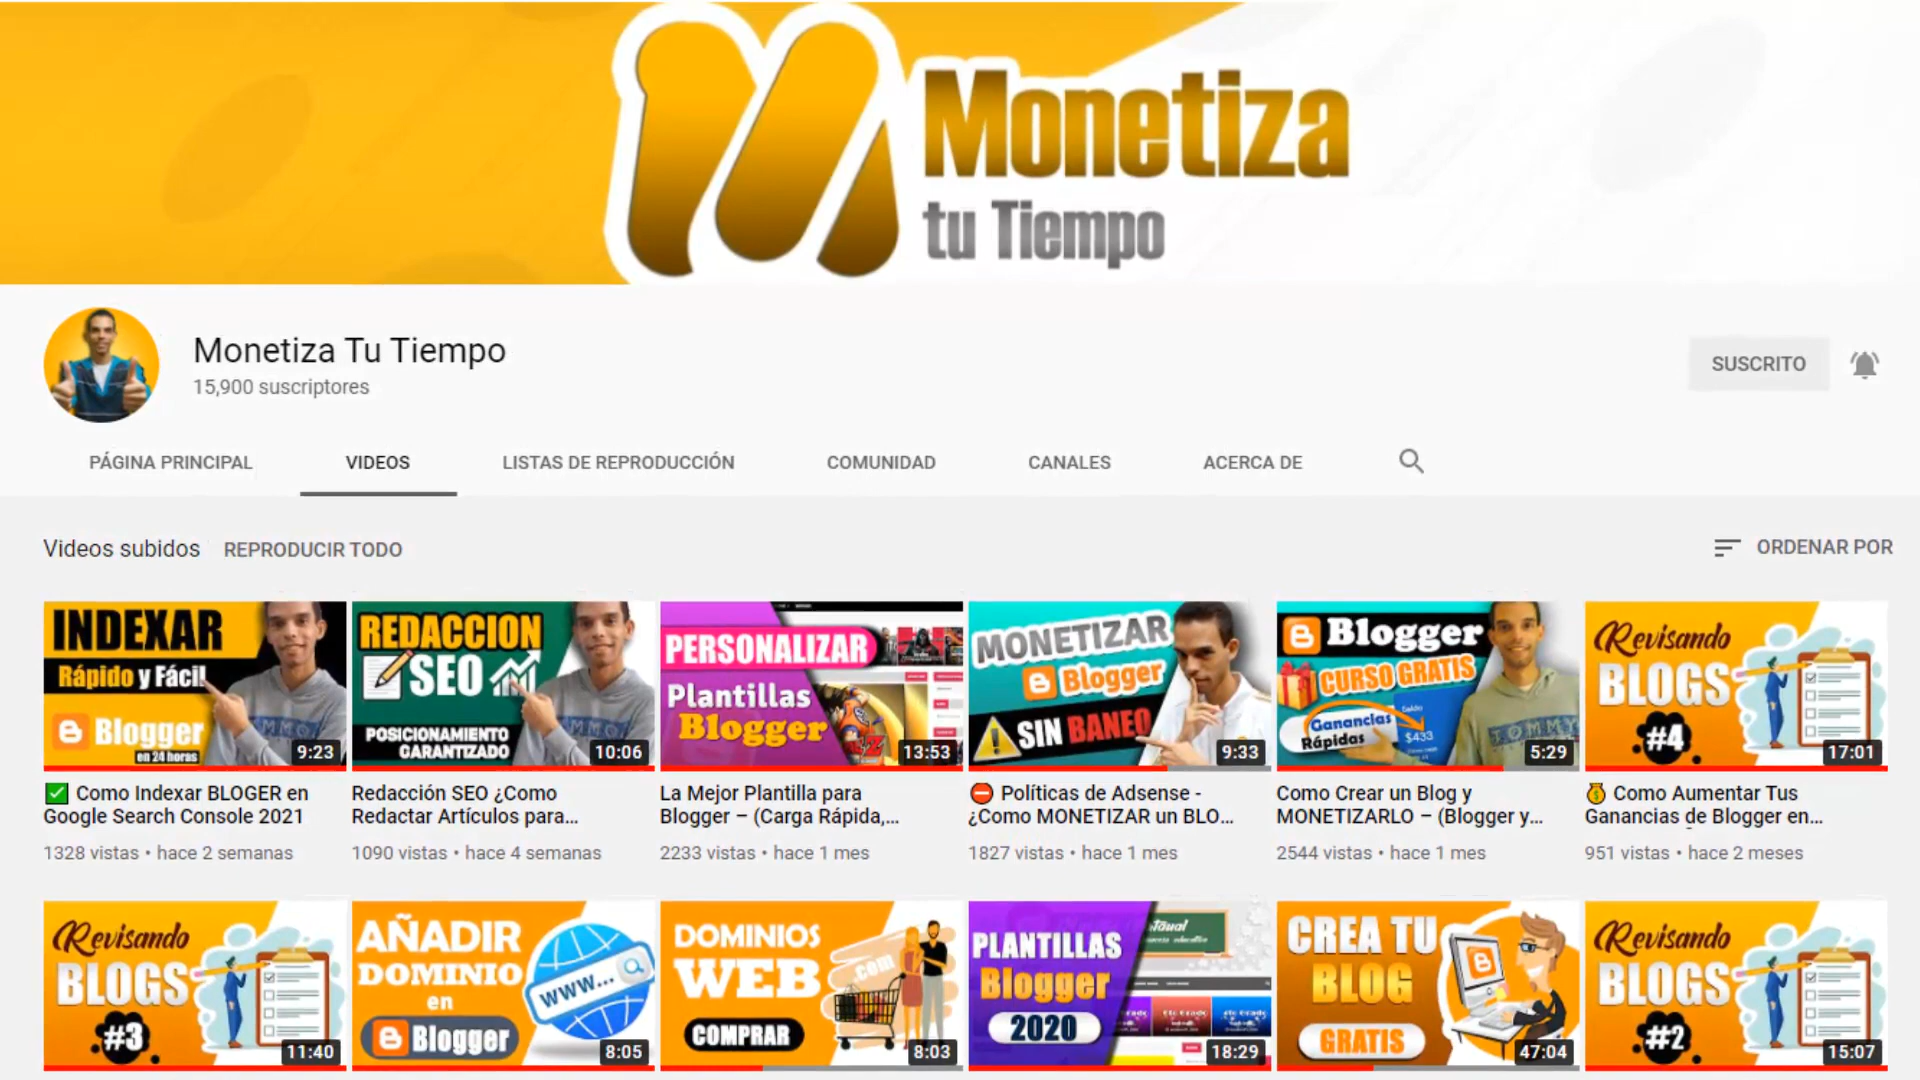 Monetiza
tu Tiempo
Monetiza Tu Tiempo
15,900 suscriptores
SUSCRITO
PÁGINA PRINCIPAL
VIDEOS
LISTAS DE REPRODUCCIÓN
COMUNIDAD
CANALES
ACERCA DE
Videos subidos
REPRODUCIR TODO
ORDENAR POR
INDEXAR
Rápido y Fácil
Blogger
en 24 horas
9:23
✅ Como Indexar BLOGER en
Google Search Console 2021
1328 vistas • hace 2 semanas
REDACCION
SEO
POSICIONAMIENTO
GARANTIZADO
10:06
Redacción SEO ¿Como
Redactar Artículos para...
1090 vistas • hace 4 semanas
PERSONALIZAR
Plantillas
Blogger
13:53
La Mejor Plantilla para
Blogger – (Carga Rápida,...
2233 vistas • hace 1 mes
MONETIZAR
Blogger
SIN BANEO
9:33
⛔ Políticas de Adsense -
¿Como MONETIZAR un BLO...
1827 vistas • hace 1 mes
Blogger
CURSO GRATIS
Ganancias
Rápidas
$433
TOMMY
5:29
Como Crear un Blog y
MONETIZARLO – (Blogger y...
2544 vistas • hace 1 mes
Revisando
BLOGS
#4
17:01
💰 Como Aumentar Tus
Ganancias de Blogger en...
951 vistas • hace 2 meses
Revisando
BLOGS
#3
11:40
AÑADIR
DOMINIO
en
Blogger
www...
8:05
DOMINIOS
WEB
.com
COMPRAR
8:03
PLANTILLAS
Blogger
2020
18:29
CREA TU
BLOG
GRATIS
47:04
Revisando
BLOGS
#2
15:07